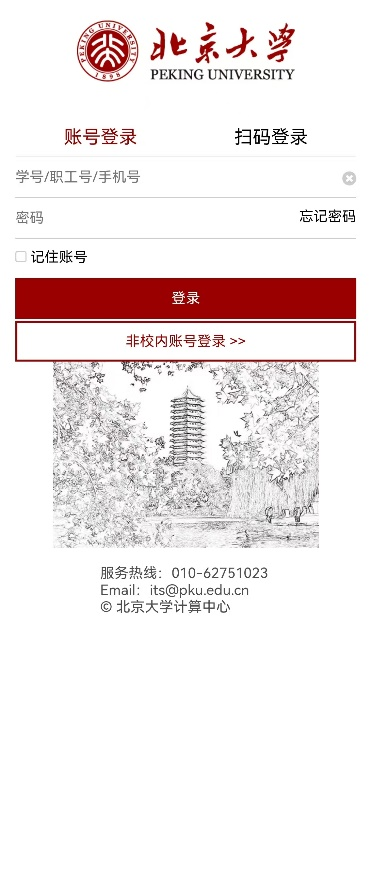 PEKING UNIVERSITY
1898
北京大学
PEKING UNIVERSITY
账号登录
扫码登录
学号/职工号/手机号
密码
忘记密码
记住账号
登录
非校内账号登录 >>
服务热线：010-62751023
Email：its@pku.edu.cn
© 北京大学计算中心